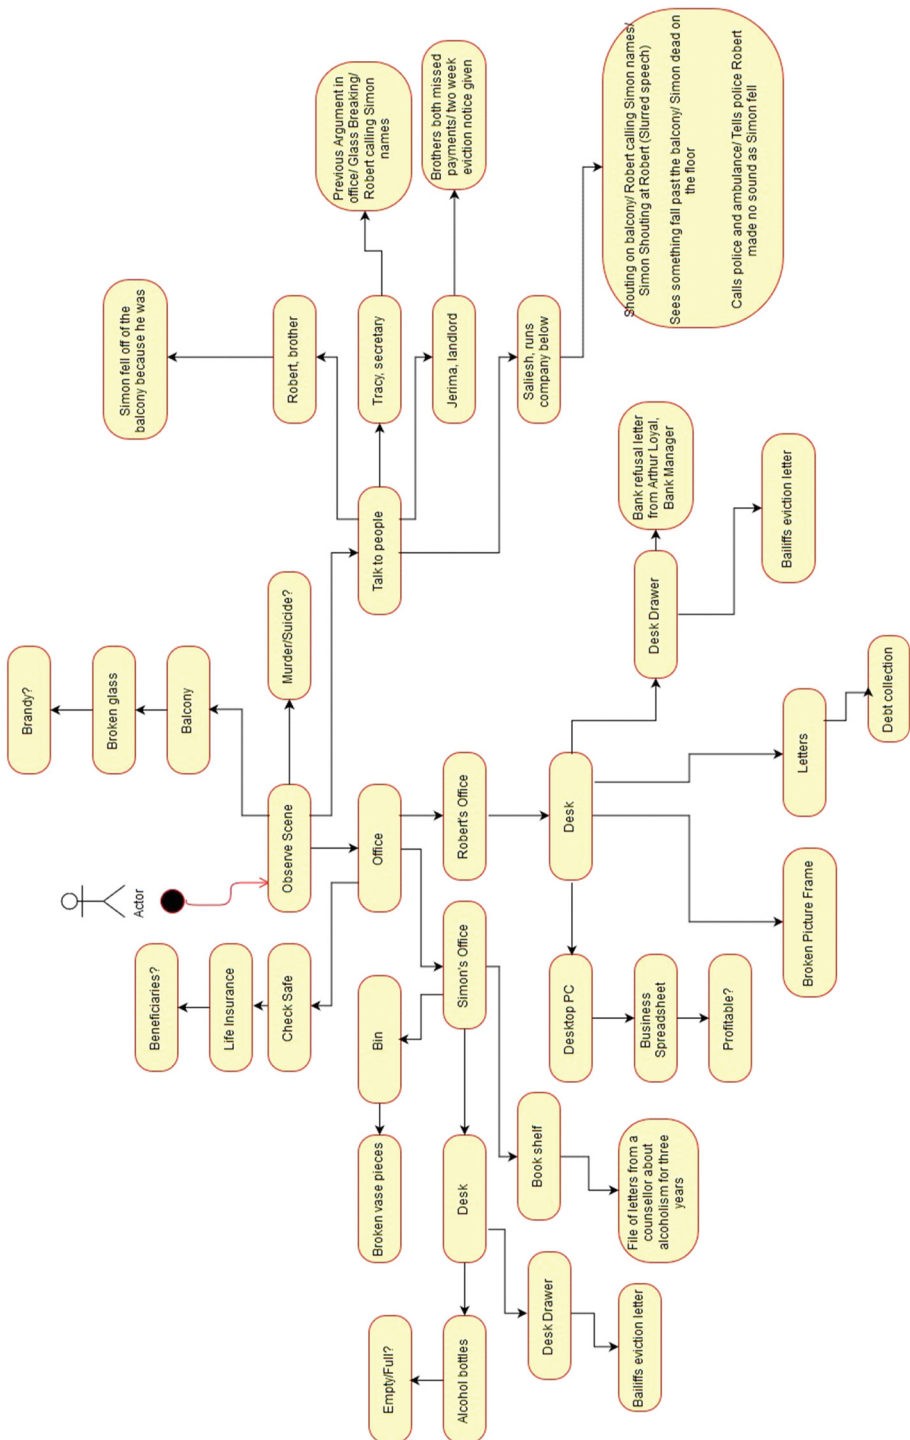 Actor
Observe Scene
Balcony
Broken glass
Brandy?
Murder/Suicide?
Talk to people
Robert, brother
Simon fell off of the
balcony because he was
Tracy, secretary
Previous Argument in
office/ Glass Breaking/
Robert calling Simon
names
Jerima, landlord
Brothers both missed
payments/ two week
eviction notice given
Saliesh, runs
company below
Shouting on balcony/ Robert calling Simon names/
Simon Shouting at Robert (Slurred speech)
Sees something fall past the balcony/ Simon dead on
the floor
Calls police and ambulance/ Tells police Robert
made no sound as Simon fell
Office
Check Safe
Life Insurance
Beneficiaries?
Simon's Office
Bin
Broken vase pieces
Desk
Alcohol bottles
Empty/Full?
Desk Drawer
Bailiffs eviction letter
Book shelf
File of letters from a
counsellor about
alcoholism for three
years
Robert's Office
Desk
Desktop PC
Business
Spreadsheet
Profitable?
Broken Picture Frame
Letters
Debt collection
Desk Drawer
Bank refusal letter
from Arthur Loyal,
Bank Manager
Bailiffs eviction letter